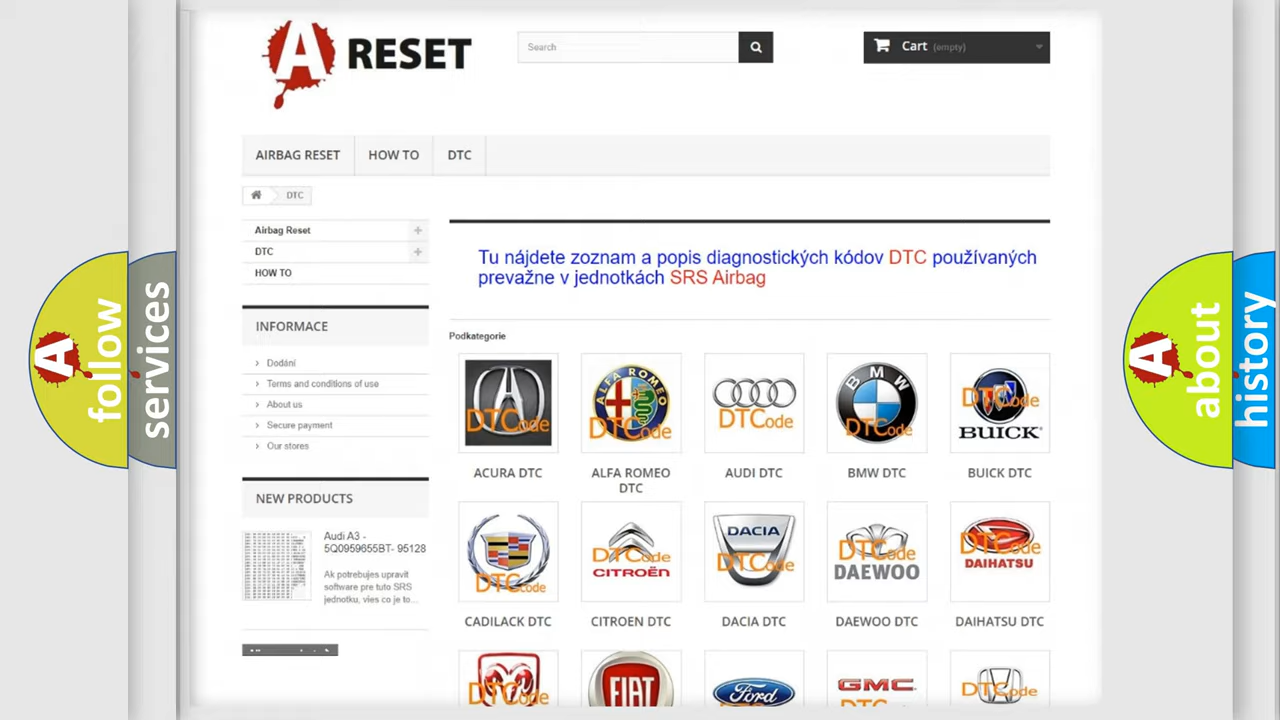 A RESET
Search
Cart (empty)
AIRBAG RESET
HOW TO
DTC
DTC
Airbag Reset
DTC
HOW TO
INFORMACE
Dodání
Terms and conditions of use
About us
Secure payment
Our stores
NEW PRODUCTS
Audi A3 -
5Q0959655BT- 95128
Ak potrebujes upravit
software pre tuto SRS
jednotku, vies co je to...
Tu nájdete zoznam a popis diagnostických kódov DTC používaných
prevažne v jednotkách SRS Airbag
Podkategorie
DTCode
ALFA ROMEO
DTCode
DTCode
BMW
DTCode
DTCode
BUICK
ACURA DTC
ALFA ROMEO
DTC
AUDI DTC
BMW DTC
BUICK DTC
DTCode
DTCode
CITROËN
DACIA
DTCode
DTCode
DAEWOO
DTCode
DAIHATSU
CADILACK DTC
CITROEN DTC
DACIA DTC
DAEWOO DTC
DAIHATSU DTC
DTCode
FIAT
Ford
GMC
DTCode
A follow
services
A about
history